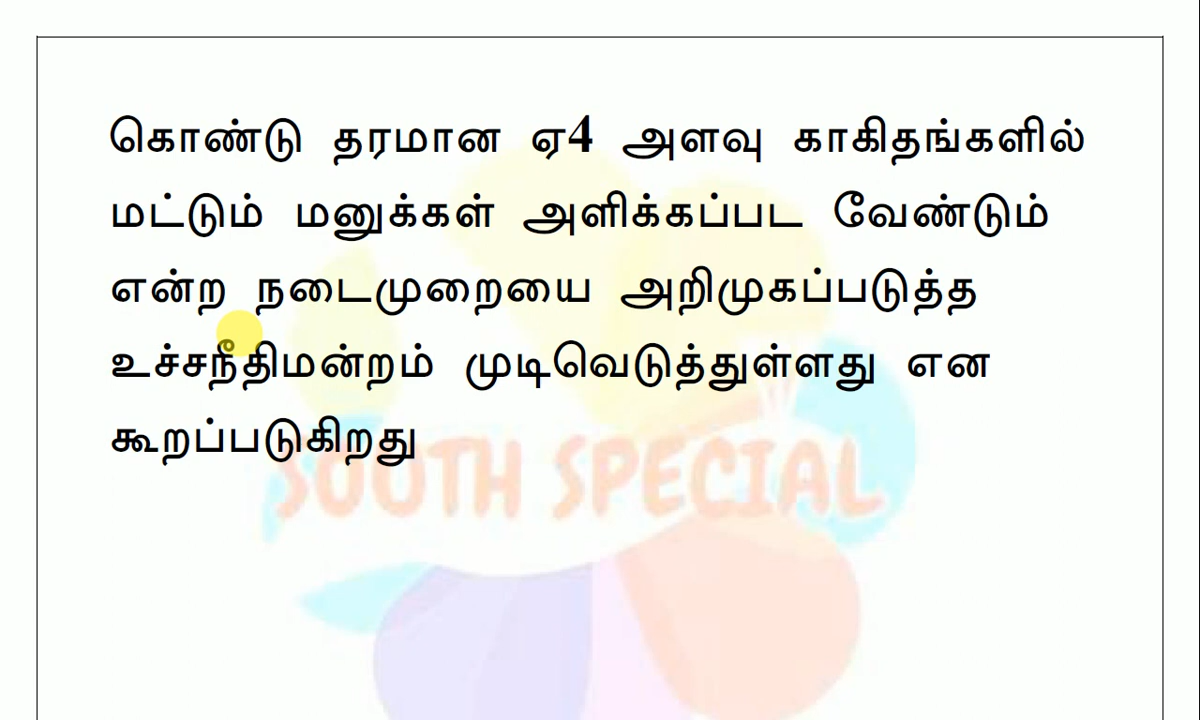 கொண்டு தரமான ஏ4 அளவு காகிதங்களில்
மட்டும் மனுக்கள் அளிக்கப்பட வேண்டும்
என்ற நடைமுறையை அறிமுகப்படுத்த
உச்சநீதிமன்றம் முடிவெடுத்துள்ளது என
கூறப்படுகிறது
SOOTH SPECIAL